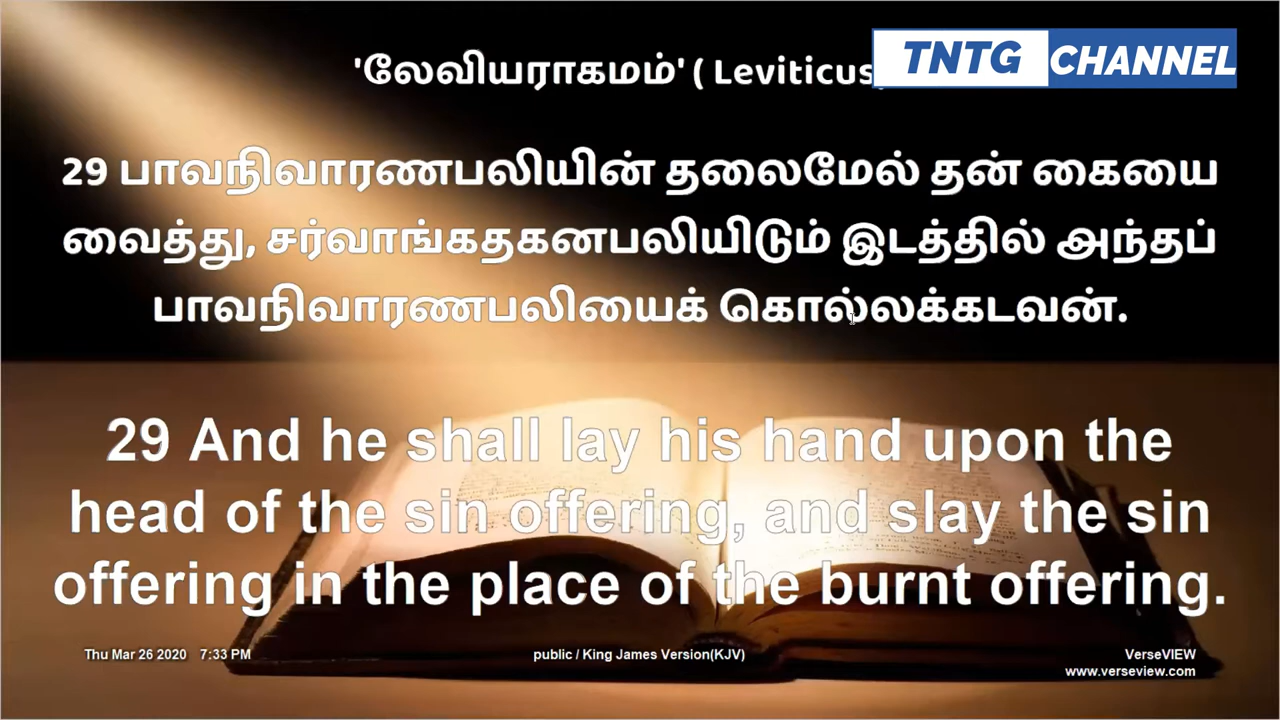 'லேவியராகமம்' ( Leviticus
TNTG CHANNEL
29 பாவநிவாரணபலியின் தலைமேல் தன் கையை
வைத்து, சர்வாங்கதகனபலியிடும் இடத்தில் அந்தப்
பாவநிவாரணபலியைக் கொல்லக்கடவன்.
29 And he shall lay his hand upon the
head of the sin offering, and slay the sin
offering in the place of the burnt offering.
Thu Mar 26 2020 7:33 PM
public / King James Version(KJV)
VerseVIEW
www.verseview.com